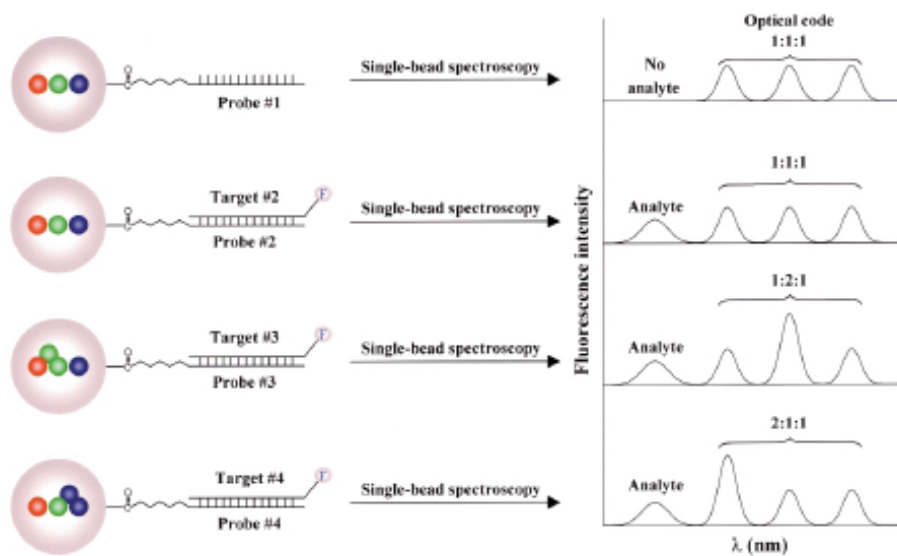 Optical code
1:1:1
No
analyte
Single-bead spectroscopy
Probe #1
1:1:1
Target #2
F
Single-bead spectroscopy
Analyte
Probe #2
1:2:1
Target #3
F
Single-bead spectroscopy
Analyte
Probe #3
2:1:1
Target #4
F
Single-bead spectroscopy
Analyte
Probe #4
Fluorescence intensity
λ (nm)